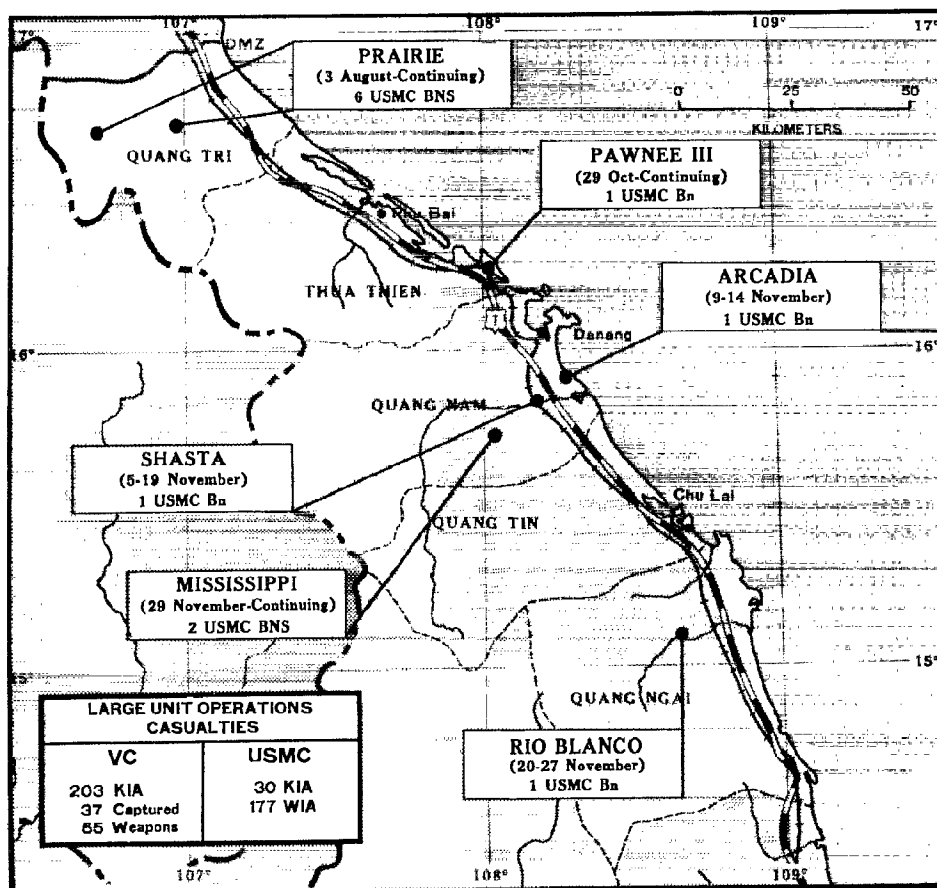 107° 108° 109° 17°
7°
DMZ
PRAIRIE
(3 August-Continuing)
6 USMC BNS
0 25 50
KILOMETERS
QUANG TRI
PAWNEE III
(29 Oct-Continuing)
1 USMC Bn
Phu Bai
THUA THIEN
ARCADIA
(9-14 November)
1 USMC Bn
1
Danang
16° 16°
QUANG NAM
SHASTA
(5-19 November)
1 USMC Bn
Chu Lai
QUANG TIN
MISSISSIPPI
(29 November-Continuing)
2 USMC BNS
15° 15°
QUANG NGAI
LARGE UNIT OPERATIONS
CASUALTIES
VC USMC
203 KIA 30 KIA
37 Captured 177 WIA
55 Weapons
RIO BLANCO
(20-27 November)
1 USMC Bn
107° 108° 109°